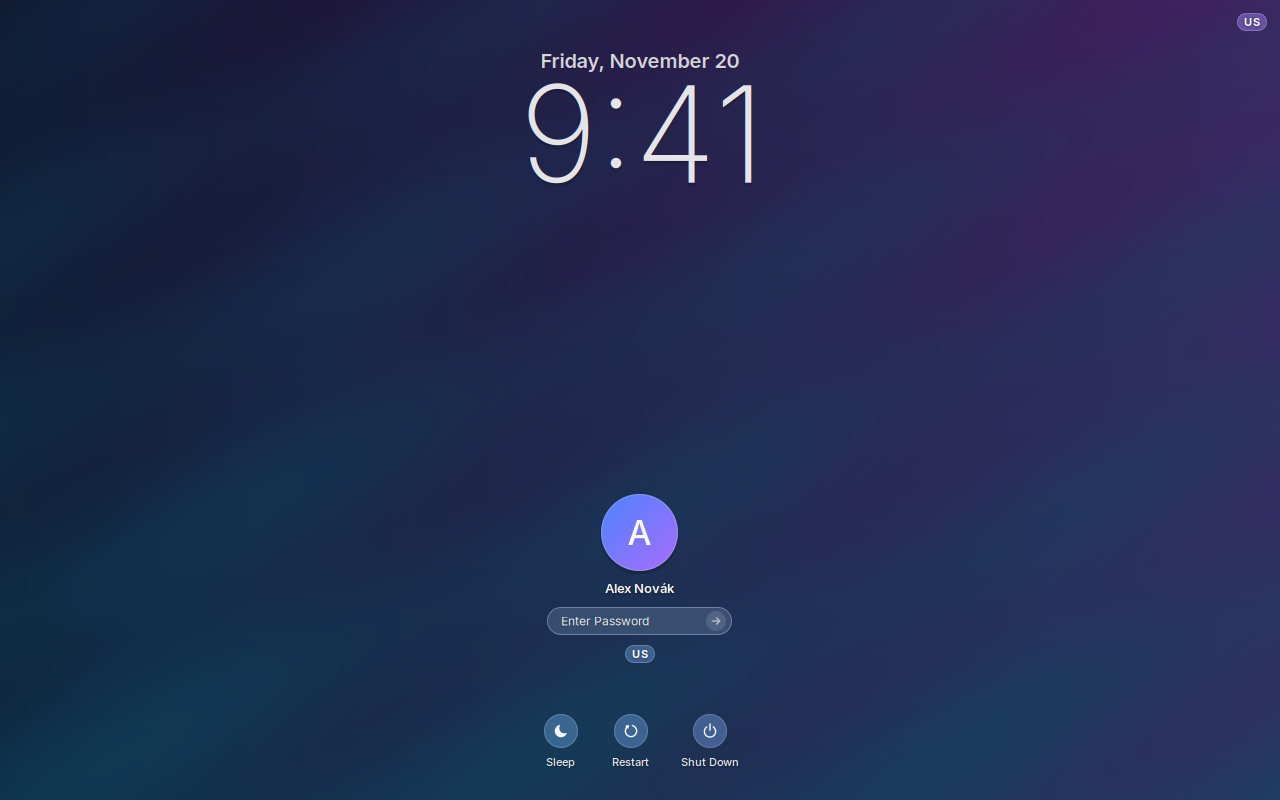 US
Friday, November 20
9:41
A
Alex Novák
Enter Password
US
Sleep Restart Shut Down